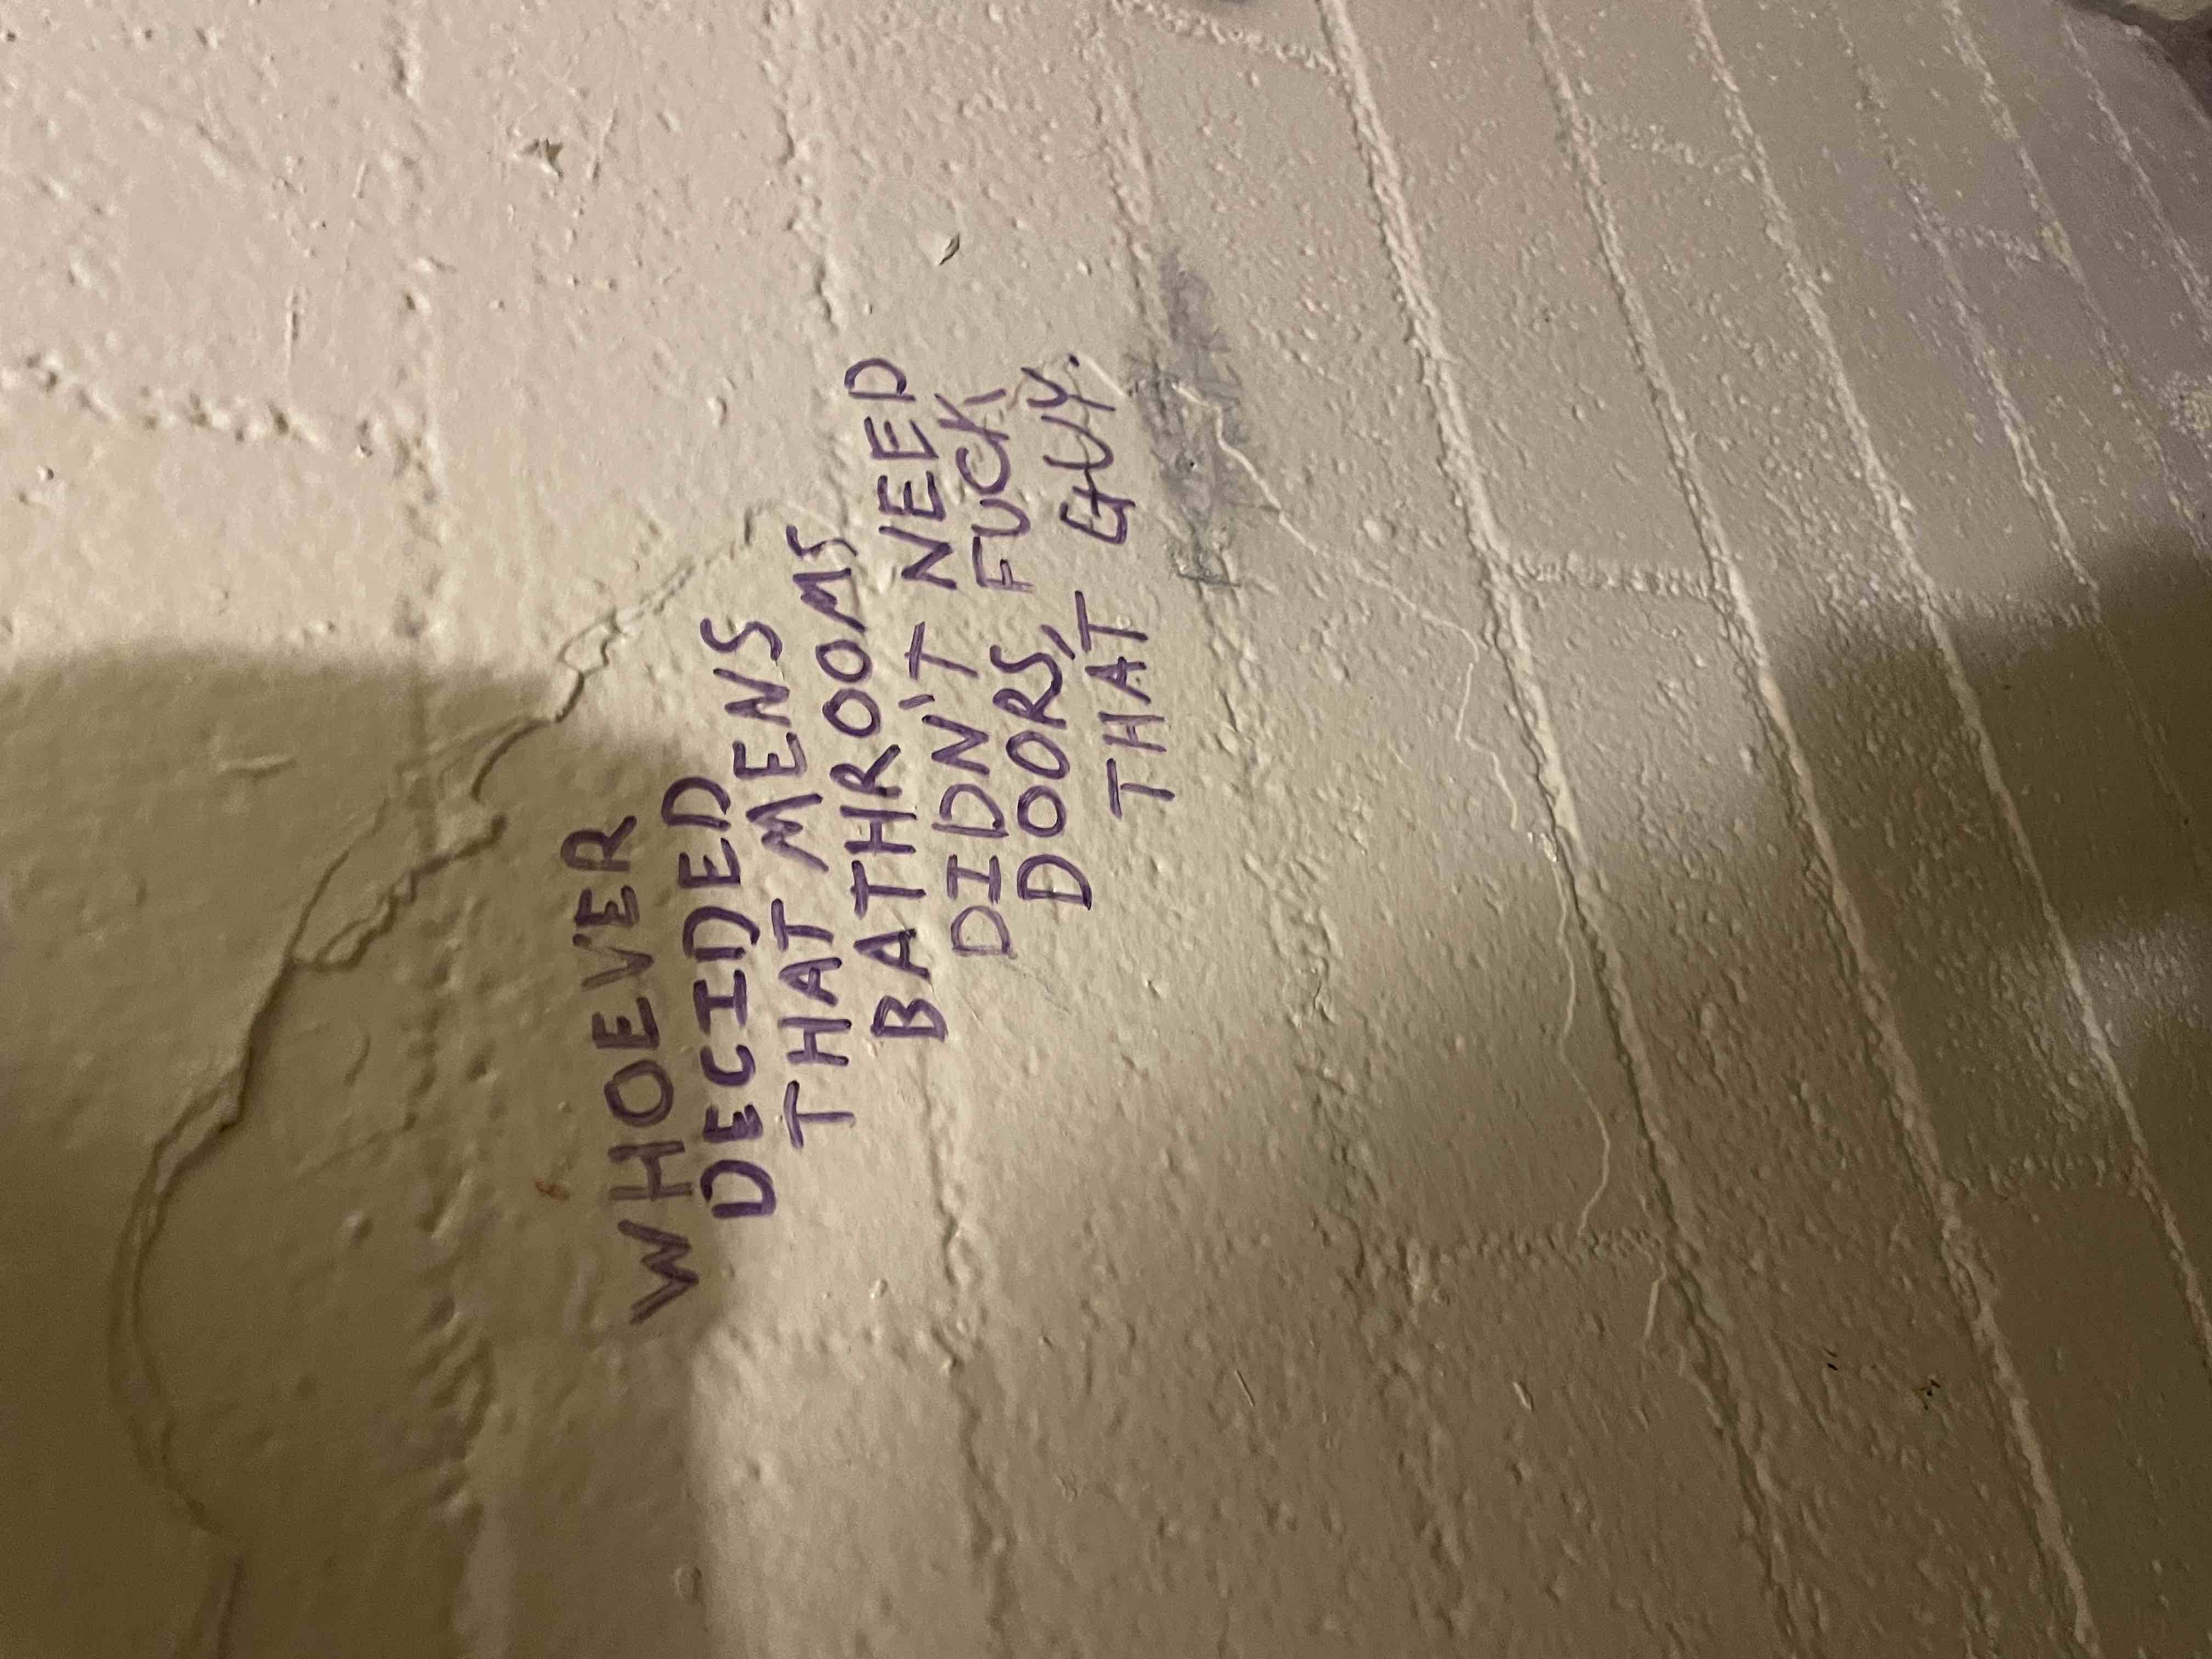 WHOEVER
DECIDED
THAT MENS
BATHROOMS
DIDN'T NEED
DOORS, FUCK
THAT GUY.